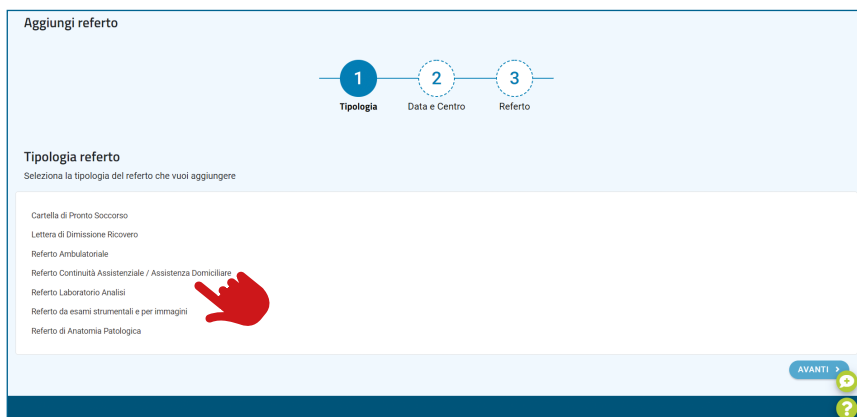 Aggiungi referto
1
2
3
Tipologia
Data e Centro
Referto
Tipologia referto
Seleziona la tipologia del referto che vuoi aggiungere
Cartella di Pronto Soccorso
Lettera di Dimissione Ricovero
Referto Ambulatoriale
Referto Continuità Assistenziale / Assistenza Domiciliare
Referto Laboratorio Analisi
Referto da esami strumentali e per immagini
Referto di Anatomia Patologica
AVANTI >
?